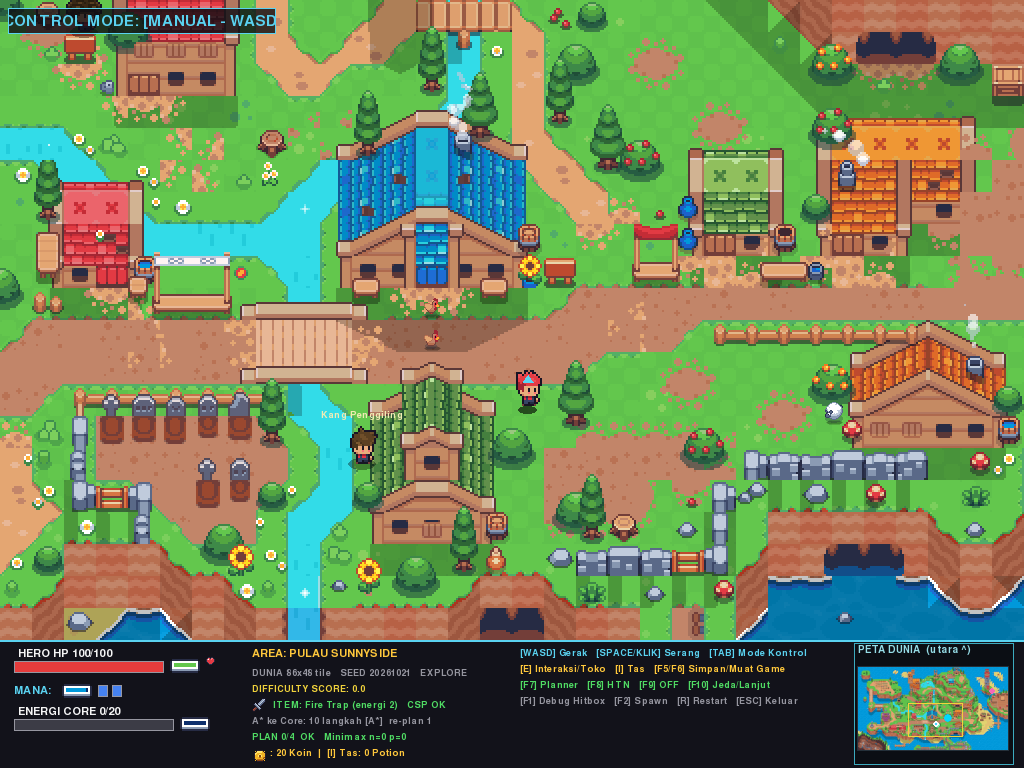 CONTROL MODE: [MANUAL - WASD
Kang Penggiling
HERO HP 100/100
MANA:
ENERGI CORE 0/20
AREA: PULAU SUNNYSIDE
DUNIA 86x48 tile SEED 20261021 EXPLORE
DIFFICULTY SCORE: 0.0
ITEM: Fire Trap (energi 2) CSP OK
A* ke Core: 10 langkah [A*] re-plan 1
PLAN 0/4 OK Minimax n=0 p=0
: 20 Koin | [I] Tas: 0 Potion
[WASD] Gerak [SPACE/KLIK] Serang [TAB] Mode Kontrol
[E] Interaksi/Toko [I] Tas [F5/F6] Simpan/Muat Game
[F7] Planner [F8] HTN [F9] OFF [F10] Jeda/Lanjut
[F1] Debug Hitbox [F2] Spawn [R] Restart [ESC] Keluar
PETA DUNIA (utara ^)